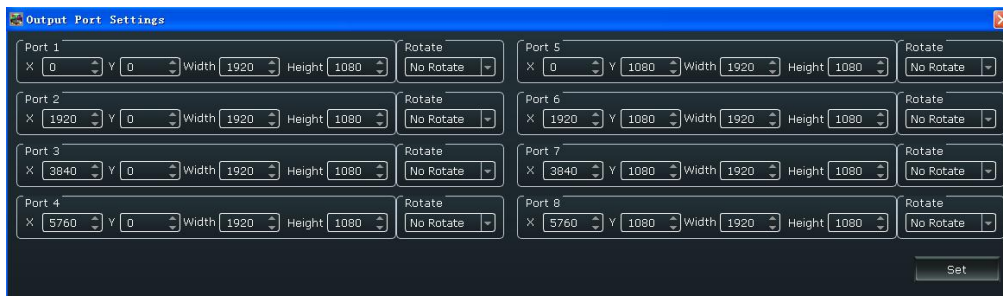 Output Port Settings
Port 1
X 0 Y 0 Width 1920 Height 1080
Rotate
No Rotate
Port 5
X 0 Y 1080 Width 1920 Height 1080
Rotate
No Rotate
Port 2
X 1920 Y 0 Width 1920 Height 1080
Rotate
No Rotate
Port 6
X 1920 Y 1080 Width 1920 Height 1080
Rotate
No Rotate
Port 3
X 3840 Y 0 Width 1920 Height 1080
Rotate
No Rotate
Port 7
X 3840 Y 1080 Width 1920 Height 1080
Rotate
No Rotate
Port 4
X 5760 Y 0 Width 1920 Height 1080
Rotate
No Rotate
Port 8
X 5760 Y 1080 Width 1920 Height 1080
Rotate
No Rotate
Set